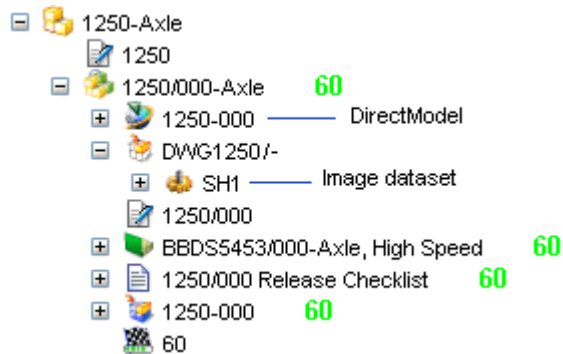 1250-Axle
1250
1250/000-Axle 60
1250-000 DirectModel
DWG1250/-
SH1 Image dataset
1250/000
BBDS5453/000-Axle, High Speed 60
1250/000 Release Checklist 60
1250-000 60
60